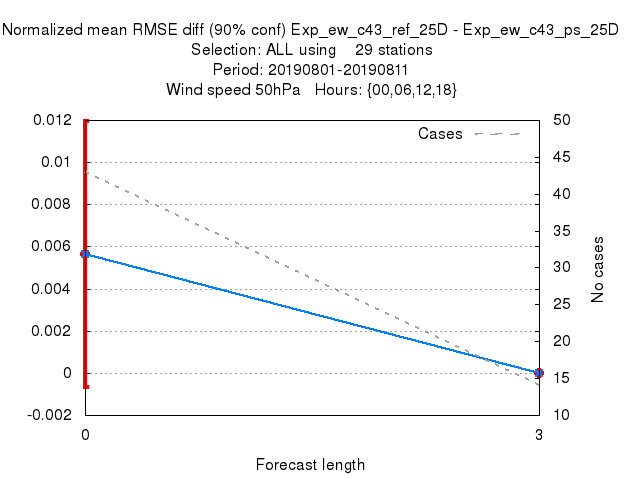 Normalized mean RMSE diff (90% conf) Exp_ew_c43_ref_25D - Exp_ew_c43_ps_25D
Selection: ALL using    29 stations
Period: 20190801-20190811
Wind speed 50hPa   Hours: {00,06,12,18}
0.012
0.01
0.008
0.006
0.004
0.002
0
-0.002
Cases
50
45
40
35
30
25
20
15
10
No cases
0
3
Forecast length